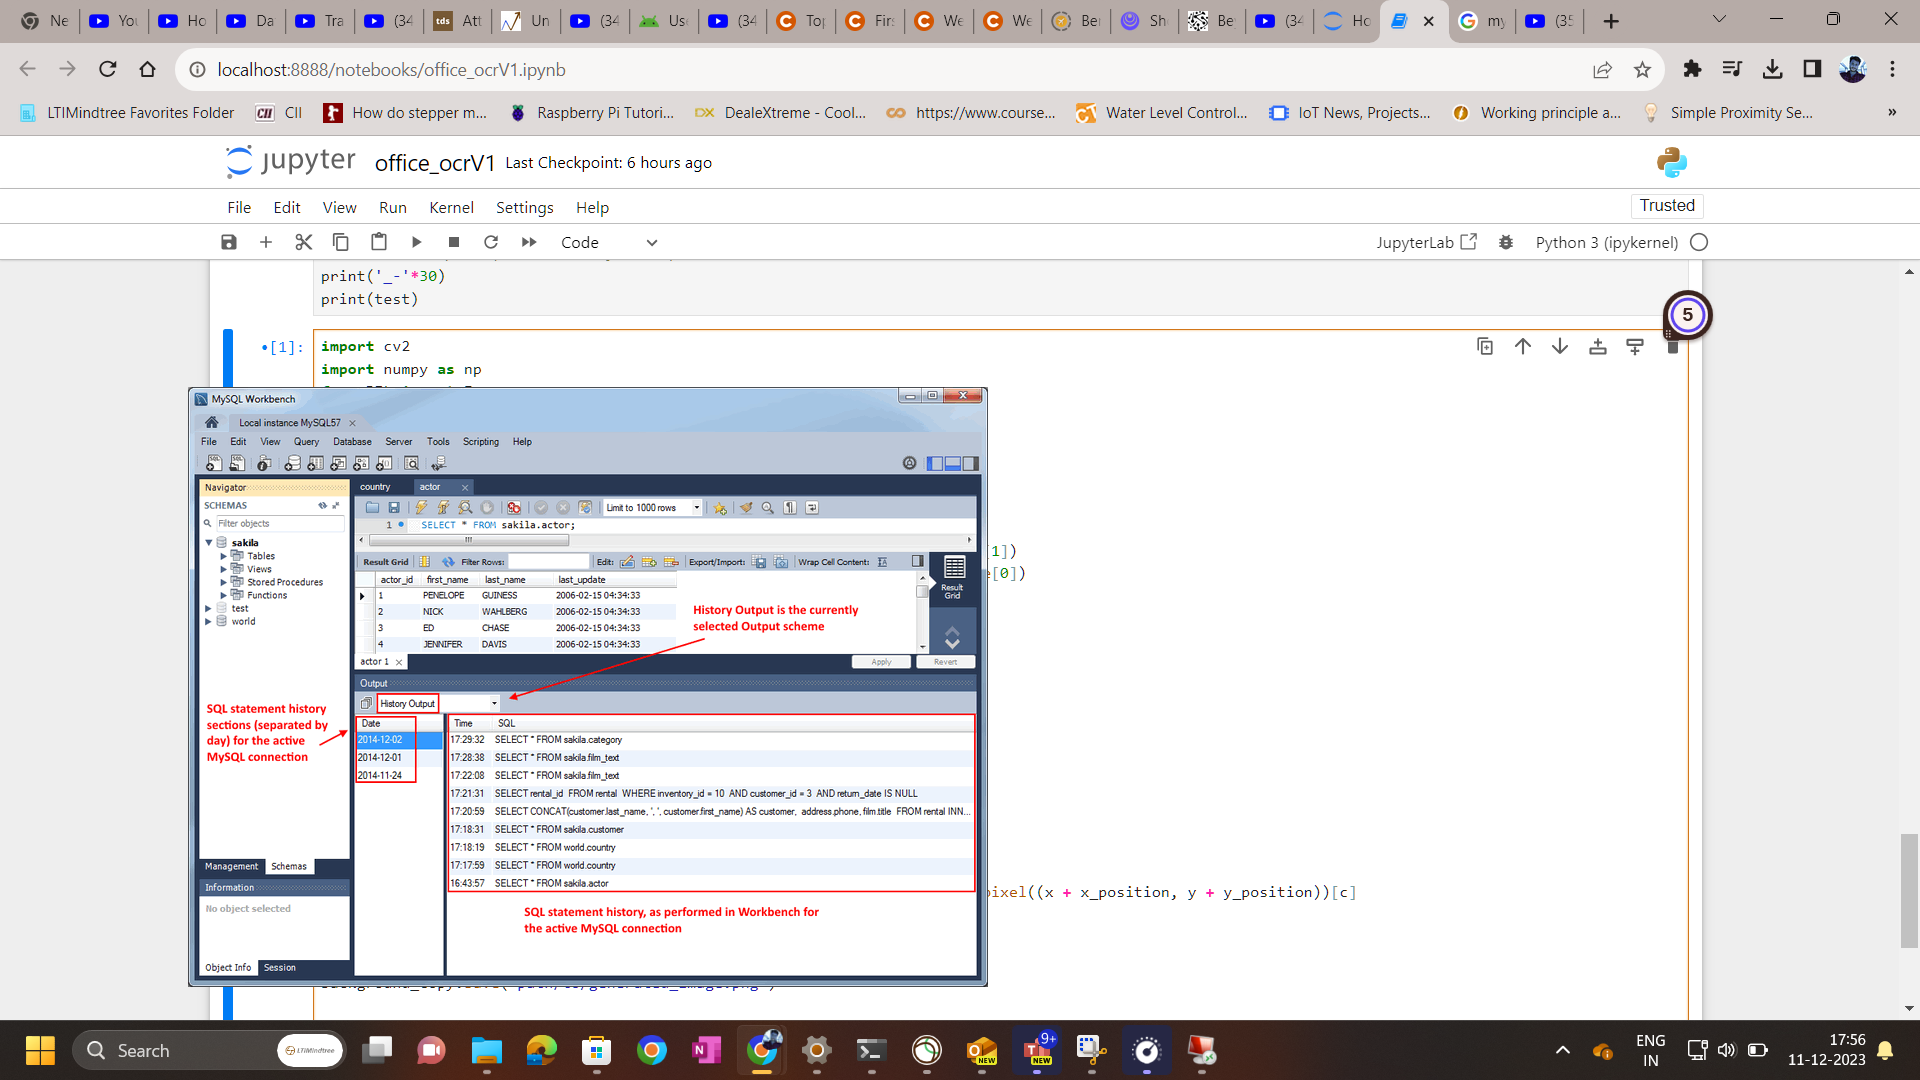 Ne
You
Ho
Da
Tra
(34
tds Att
Un
(34
Use
(34
Top
Firs
We
We
Ber
Sh
Be
(34
Ho
my
(35
localhost:8888/notebooks/office_ocrV1.ipynb
LTIMindtree Favorites Folder
CII CII
How do stepper m...
Raspberry Pi Tutori...
DX DealeXtreme - Cool...
https://www.course...
Water Level Control...
IoT News, Projects...
Working principle a...
Simple Proximity Se...
»
jupyter office_ocrV1 Last Checkpoint: 6 hours ago
File Edit View Run Kernel Settings Help
Trusted
Code
JupyterLab
Python 3 (ipykernel)
print('_-'*30)
print(test)
5
•[1]:
import cv2
import numpy as np
MySQL Workbench
Local instance MySQL57
File Edit View Query Database Server Tools Scripting Help
Navigator
SCHEMAS
Filter objects
sakila
Tables
Views
Stored Procedures
Functions
test
world
country actor
Limit to 1000 rows
1 SELECT * FROM sakila.actor;
Result Grid Filter Rows: Edit: Export/Import: Wrap Cell Content:
Result
Grid
actor_id first_name last_name last_update
1 PENELOPE GUINESS 2006-02-15 04:34:33
2 NICK WAHLBERG 2006-02-15 04:34:33
3 ED CHASE 2006-02-15 04:34:33
4 JENNIFER DAVIS 2006-02-15 04:34:33
History Output is the currently
selected Output scheme
actor 1
Apply Revert
Output
History Output
SQL statement history
sections (separated by
day) for the active
MySQL connection
Date
2014-12-02
2014-12-01
2014-11-24
Time SQL
17:29:32 SELECT * FROM sakila.category
17:28:38 SELECT * FROM sakila.film_text
17:22:08 SELECT * FROM sakila.film_text
17:21:31 SELECT rental_id FROM rental WHERE inventory_id = 10 AND customer_id = 3 AND return_date IS NULL
17:20:59 SELECT CONCAT(customer.last_name, ', ', customer.first_name) AS customer, address.phone, film.title FROM rental INN...
17:18:31 SELECT * FROM sakila.customer
17:18:19 SELECT * FROM world.country
17:17:59 SELECT * FROM world.country
16:43:57 SELECT * FROM sakila.actor
SQL statement history, as performed in Workbench for
the active MySQL connection
Management Schemas
Information
No object selected
Object Info Session
[1])
[0])
pixel((x + x_position, y + y_position))[c]
Search
LTIMindtree
NEW
9+
NEW
ENG
IN
17:56
11-12-2023